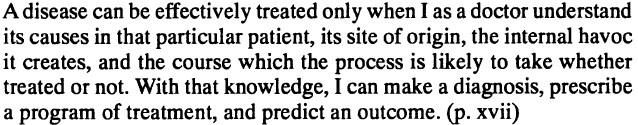 A disease can be effectively treated only when I as a doctor understand
its causes in that particular patient, its site of origin, the internal havoc
it creates, and the course which the process is likely to take whether
treated or not. With that knowledge, I can make a diagnosis, prescribe
a program of treatment, and predict an outcome. (p. xvii)